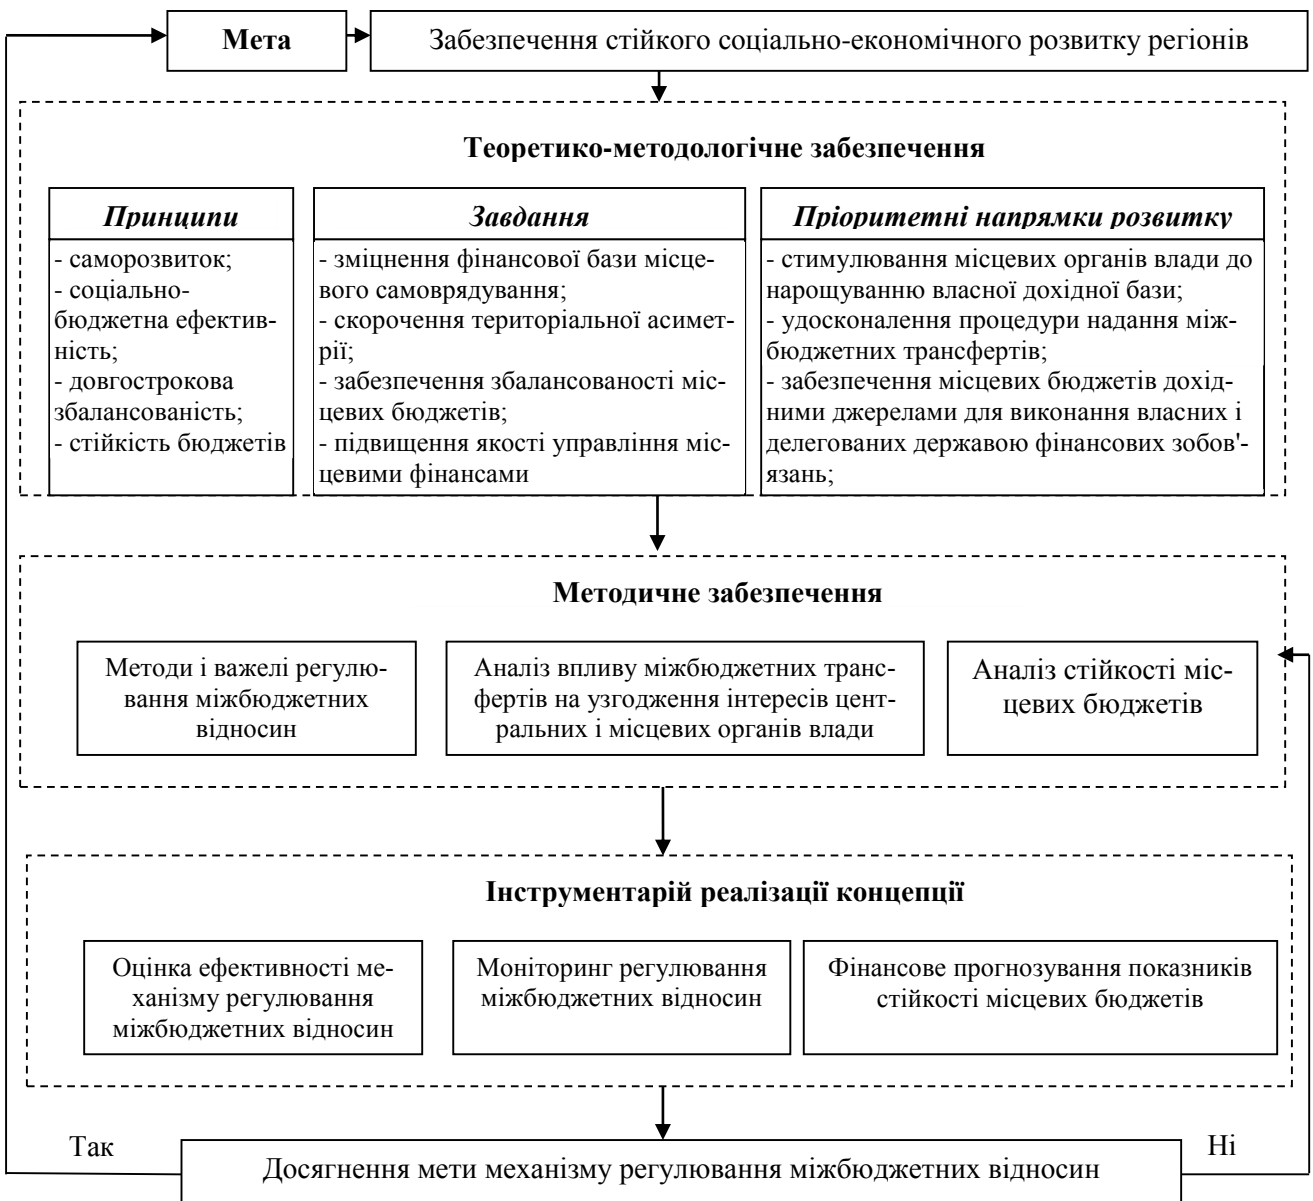 Мета
Забезпечення стійкого соціально-економічного розвитку регіонів
Теоретико-методологічне забезпечення
Принципи
- саморозвиток;
- соціально-
бюджетна ефектив-
ність;
- довгострокова
збалансованість;
- стійкість бюджетів
Завдання
- зміцнення фінансової бази місце-
вого самоврядування;
- скорочення територіальної асимет-
рії;
- забезпечення збалансованості міс-
цевих бюджетів;
- підвищення якості управління міс-
цевими фінансами
Пріоритетні напрямки розвитку
- стимулювання місцевих органів влади до
нарощуванню власної дохідної бази;
- удосконалення процедури надання між-
бюджетних трансфертів;
- забезпечення місцевих бюджетів дохід-
ними джерелами для виконання власних і
делегованих державою фінансових зобов'-
язань;
Методичне забезпечення
Методи і важелі регулю-
вання міжбюджетних
відносин
Аналіз впливу міжбюджетних транс-
фертів на узгодження інтересів цент-
ральних і місцевих органів влади
Аналіз стійкості міс-
цевих бюджетів
Інструментарій реалізації концепції
Оцінка ефективності ме-
ханізму регулювання
міжбюджетних відносин
Моніторинг регулювання
міжбюджетних відносин
Фінансове прогнозування показників
стійкості місцевих бюджетів
Так
Ні
Досягнення мети механізму регулювання міжбюджетних відносин